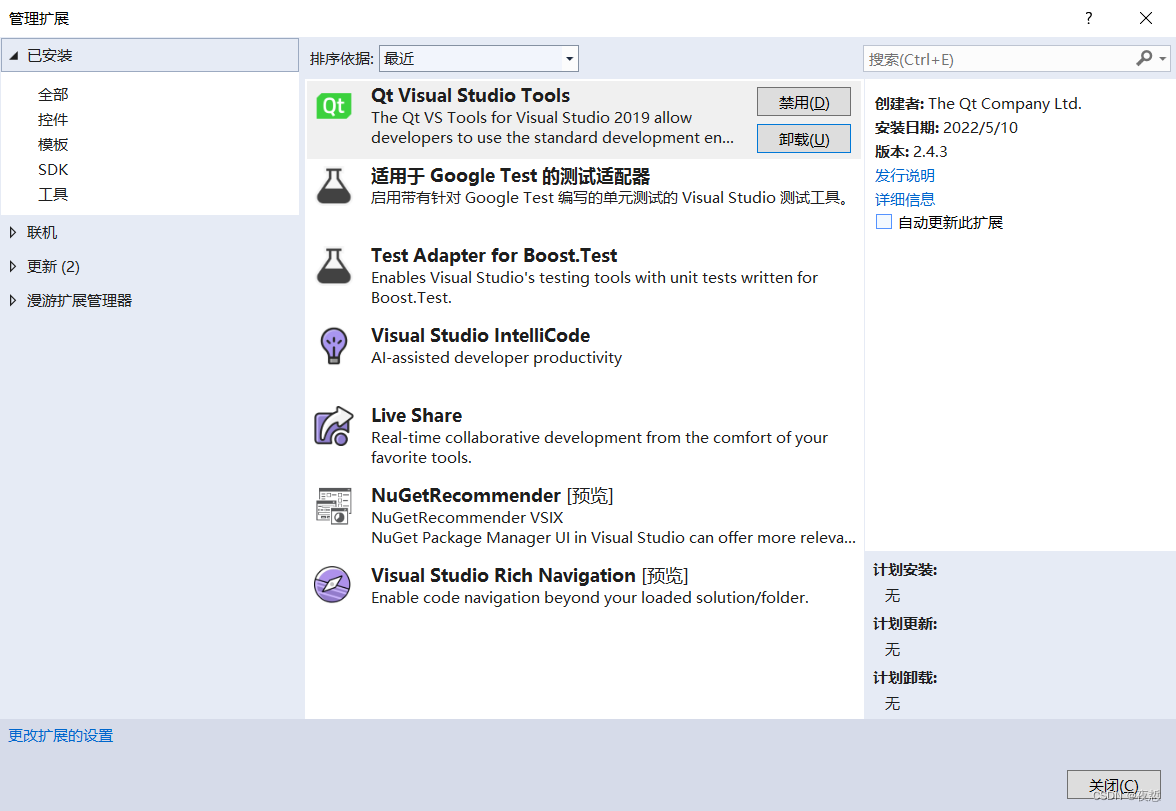 管理扩展
?
已安装
全部
控件
模板
SDK
工具
联机
更新 (2)
漫游扩展管理器
排序依据: 最近
搜索(Ctrl+E)
Qt
Qt Visual Studio Tools
The Qt VS Tools for Visual Studio 2019 allow
developers to use the standard development en...
禁用(D)
卸载(U)
适用于 Google Test 的测试适配器
启用带有针对 Google Test 编写的单元测试的 Visual Studio 测试工具。
Test Adapter for Boost.Test
Enables Visual Studio's testing tools with unit tests written for
Boost.Test.
Visual Studio IntelliCode
AI-assisted developer productivity
Live Share
Real-time collaborative development from the comfort of your
favorite tools.
NuGetRecommender [预览]
NuGetRecommender VSIX
NuGet Package Manager UI in Visual Studio can offer more releva...
Visual Studio Rich Navigation [预览]
Enable code navigation beyond your loaded solution/folder.
创建者: The Qt Company Ltd.
安装日期: 2022/5/10
版本: 2.4.3
发行说明
详细信息
自动更新此扩展
计划安装:
无
计划更新:
无
计划卸载:
无
更改扩展的设置
关闭(C)
CSDN